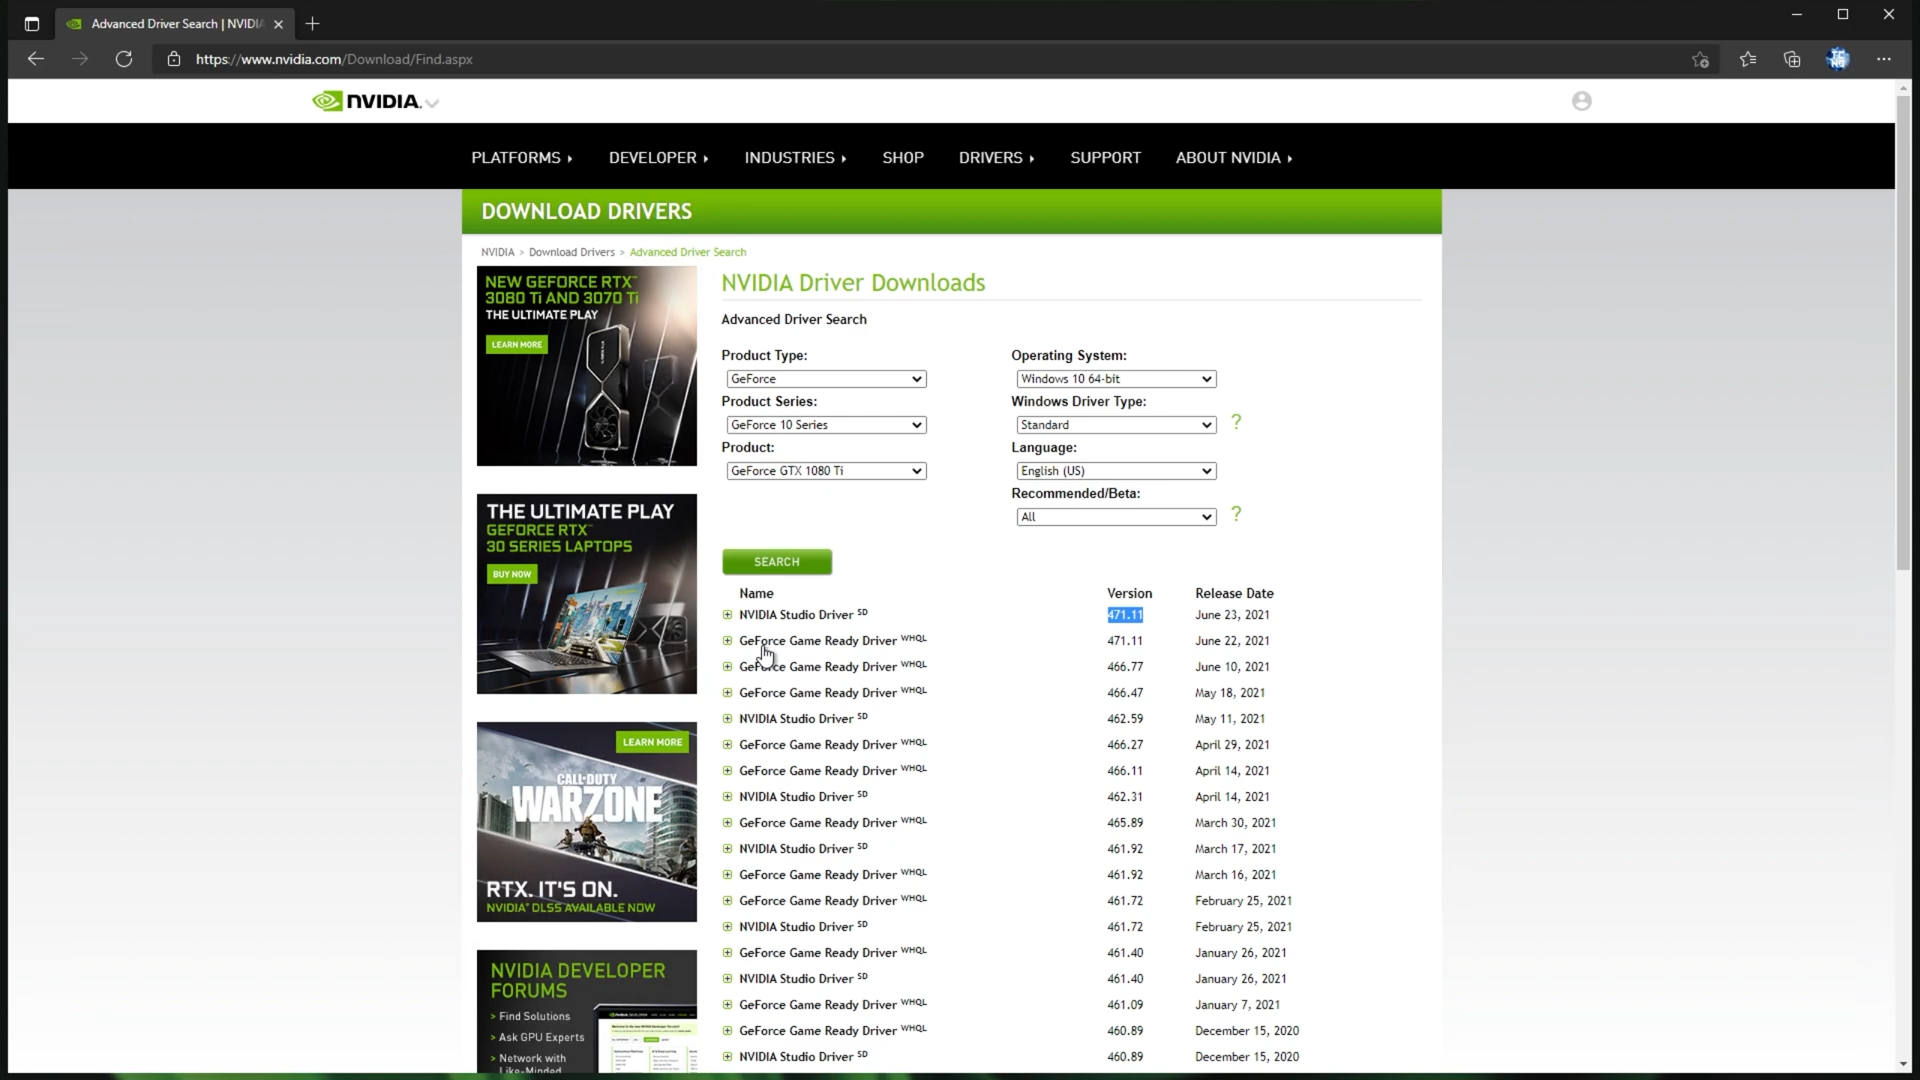 Advanced Driver Search | NVIDIA
https://www.nvidia.com/Download/Find.aspx
NVIDIA.
PLATFORMS DEVELOPER INDUSTRIES SHOP DRIVERS SUPPORT ABOUT NVIDIA
DOWNLOAD DRIVERS
NVIDIA > Download Drivers > Advanced Driver Search
NEW GEFORCE RTX™
3080 Ti AND 3070 Ti
THE ULTIMATE PLAY
LEARN MORE
THE ULTIMATE PLAY
GEFORCE RTX™
30 SERIES LAPTOPS
BUY NOW
LEARN MORE
CALL·DUTY
WARZONE
RTX. IT'S ON.
NVIDIA® DLSS AVAILABLE NOW
NVIDIA DEVELOPER
FORUMS
> Find Solutions
> Ask GPU Experts
> Network with
Like-Minded
NVIDIA Driver Downloads
Advanced Driver Search
Product Type: Operating System:
GeForce Windows 10 64-bit
Product Series: Windows Driver Type:
GeForce 10 Series Standard ?
Product: Language:
GeForce GTX 1080 Ti English (US)
Recommended/Beta:
All ?
SEARCH
Name Version Release Date
NVIDIA Studio Driver SD 471.11 June 23, 2021
GeForce Game Ready Driver WHQL 471.11 June 22, 2021
GeForce Game Ready Driver WHQL 466.77 June 10, 2021
GeForce Game Ready Driver WHQL 466.47 May 18, 2021
NVIDIA Studio Driver SD 462.59 May 11, 2021
GeForce Game Ready Driver WHQL 466.27 April 29, 2021
GeForce Game Ready Driver WHQL 466.11 April 14, 2021
NVIDIA Studio Driver SD 462.31 April 14, 2021
GeForce Game Ready Driver WHQL 465.89 March 30, 2021
NVIDIA Studio Driver SD 461.92 March 17, 2021
GeForce Game Ready Driver WHQL 461.92 March 16, 2021
GeForce Game Ready Driver WHQL 461.72 February 25, 2021
NVIDIA Studio Driver SD 461.72 February 25, 2021
GeForce Game Ready Driver WHQL 461.40 January 26, 2021
NVIDIA Studio Driver SD 461.40 January 26, 2021
GeForce Game Ready Driver WHQL 461.09 January 7, 2021
GeForce Game Ready Driver WHQL 460.89 December 15, 2020
NVIDIA Studio Driver SD 460.89 December 15, 2020